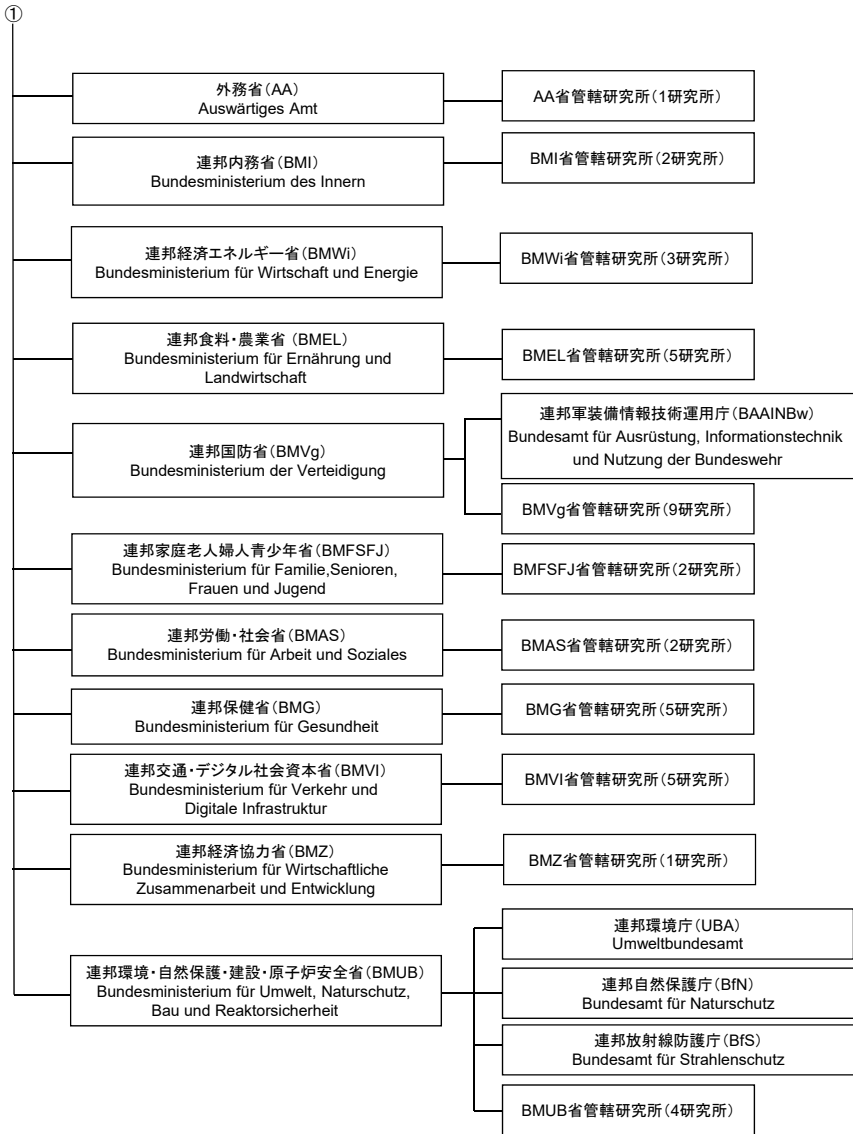 ①
外務省(AA)
Auswärtiges Amt
AA省管轄研究所(1研究所)
連邦内務省(BMI)
Bundesministerium des Innern
BMI省管轄研究所(2研究所)
連邦経済エネルギー省(BMWi)
Bundesministerium für Wirtschaft und Energie
BMWi省管轄研究所(3研究所)
連邦食料・農業省 (BMEL)
Bundesministerium für Ernährung und
Landwirtschaft
BMEL省管轄研究所(5研究所)
連邦国防省(BMVg)
Bundesministerium der Verteidigung
連邦軍装備情報技術運用庁(BAAINBw)
Bundesamt für Ausrüstung, Informationstechnik
und Nutzung der Bundeswehr
BMVg省管轄研究所(9研究所)
連邦家庭老人婦人青少年省(BMFSFJ)
Bundesministerium für Familie,Senioren,
Frauen und Jugend
BMFSFJ省管轄研究所(2研究所)
連邦労働・社会省(BMAS)
Bundesministerium für Arbeit und Soziales
BMAS省管轄研究所(2研究所)
連邦保健省(BMG)
Bundesministerium für Gesundheit
BMG省管轄研究所(5研究所)
連邦交通・デジタル社会資本省(BMVI)
Bundesministerium für Verkehr und
Digitale Infrastruktur
BMVI省管轄研究所(5研究所)
連邦経済協力省(BMZ)
Bundesministerium für Wirtschaftliche
Zusammenarbeit und Entwicklung
BMZ省管轄研究所(1研究所)
連邦環境・自然保護・建設・原子炉安全省(BMUB)
Bundesministerium für Umwelt, Naturschutz,
Bau und Reaktorsicherheit
連邦環境庁(UBA)
Umweltbundesamt
連邦自然保護庁(BfN)
Bundesamt für Naturschutz
連邦放射線防護庁(BfS)
Bundesamt für Strahlenschutz
BMUB省管轄研究所(4研究所)